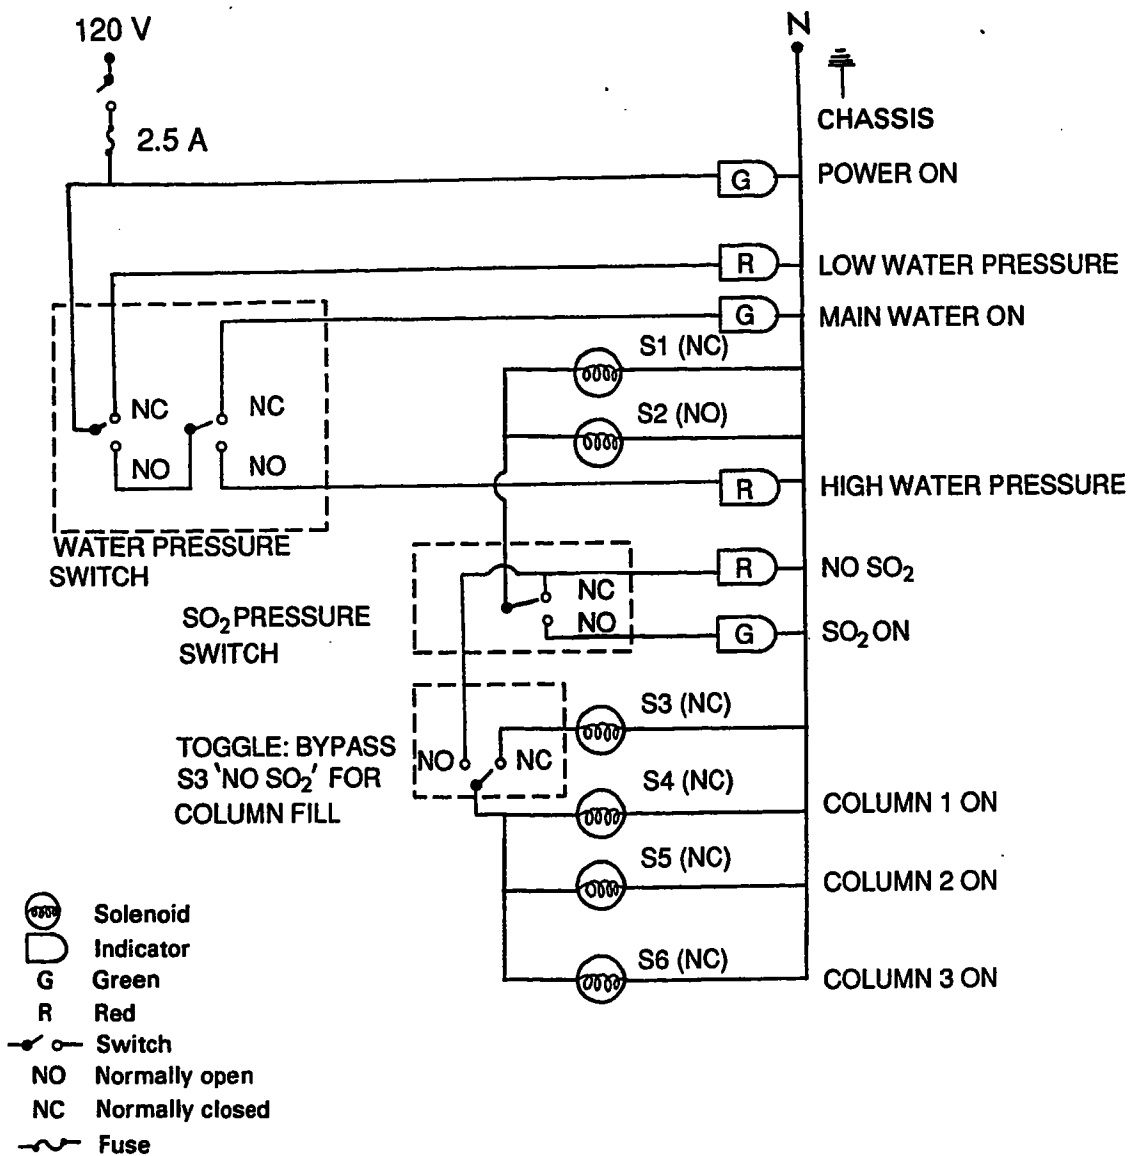 120 V
N
2.5 A
CHASSIS
G
POWER ON
R
LOW WATER PRESSURE
G
MAIN WATER ON
S1 (NC)
NC
NC
S2 (NO)
NO
NO
R
HIGH WATER PRESSURE
WATER PRESSURE
SWITCH
R
NO SO₂
NC
SO₂ PRESSURE
SWITCH
NO
G
SO₂ ON
S3 (NC)
TOGGLE: BYPASS
S3 'NO SO₂' FOR
COLUMN FILL
NO
NC
S4 (NC)
COLUMN 1 ON
S5 (NC)
COLUMN 2 ON
S6 (NC)
COLUMN 3 ON
Solenoid
Indicator
G Green
R Red
Switch
NO Normally open
NC Normally closed
Fuse